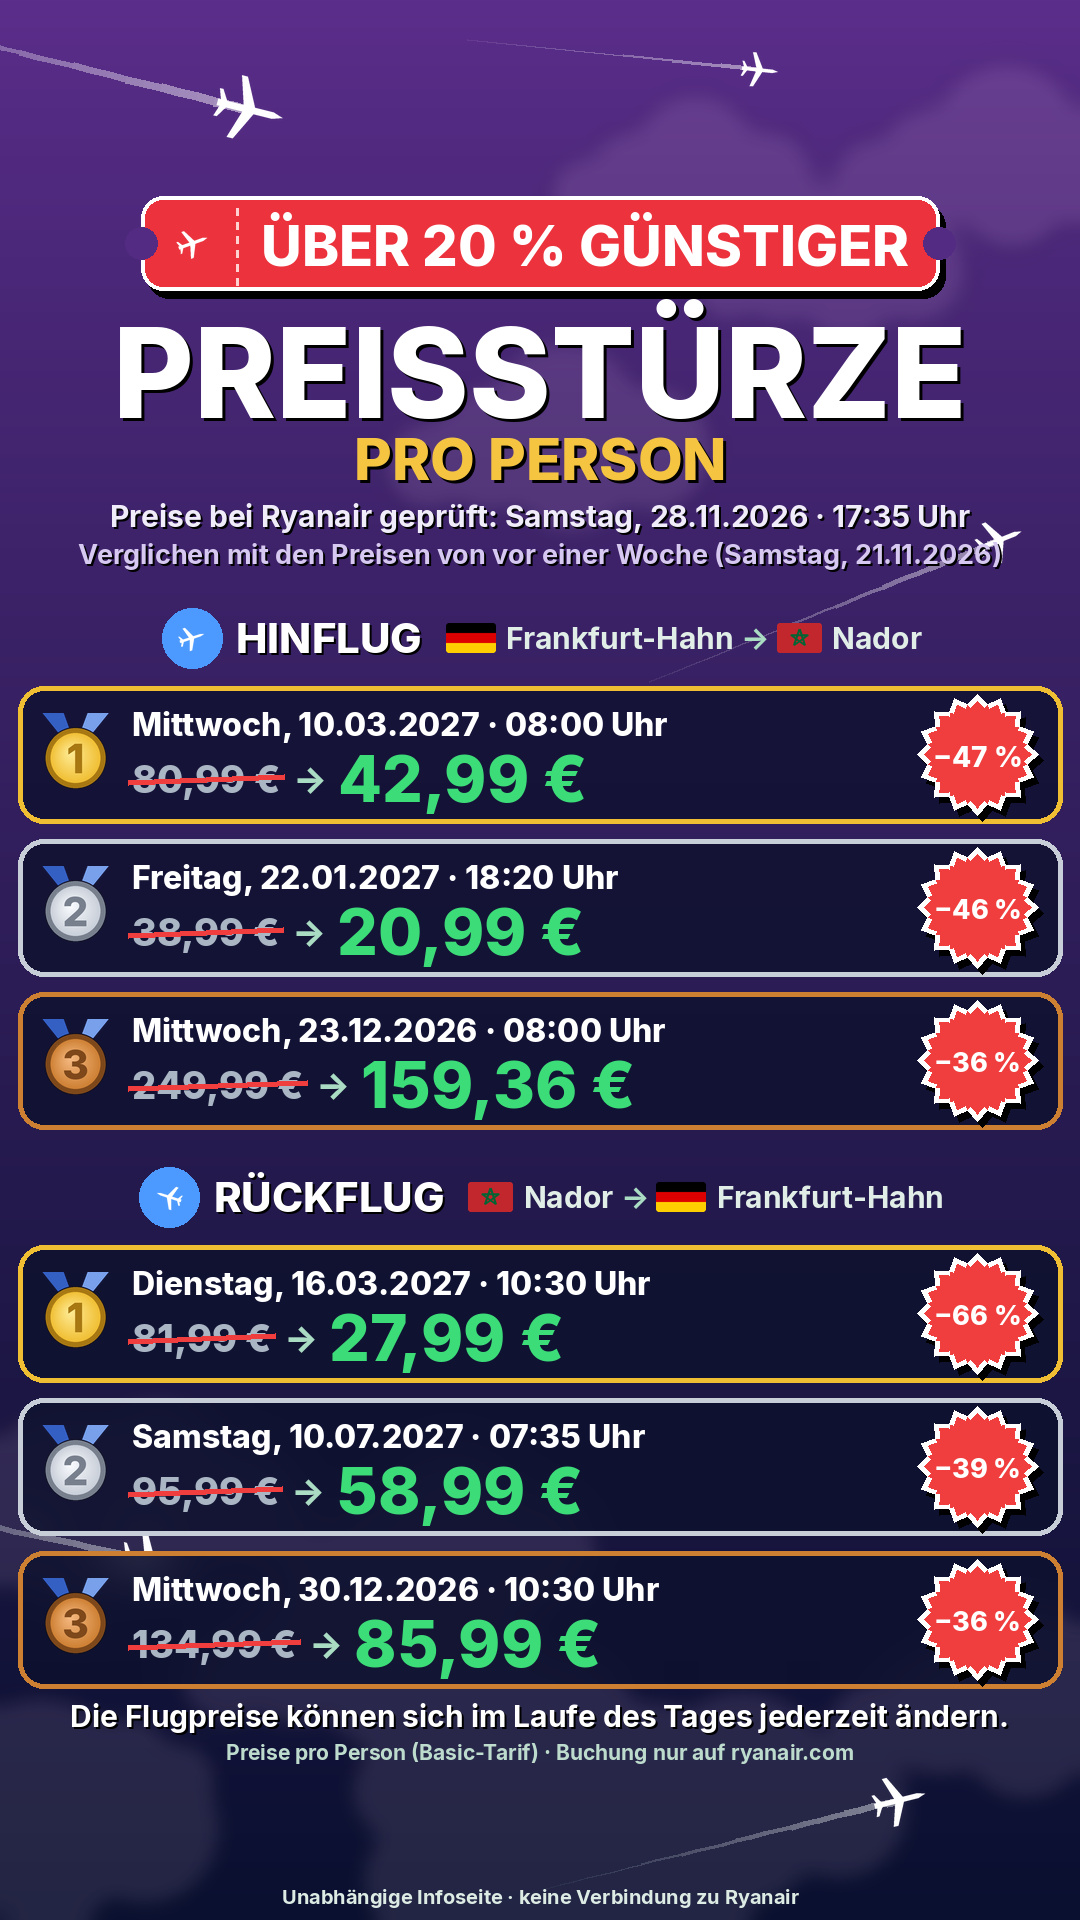 ÜBER 20 % GÜNSTIGER
PREISSTÜRZE
PRO PERSON
Preise bei Ryanair geprüft: Samstag, 28.11.2026 · 17:35 Uhr
Verglichen mit den Preisen von vor einer Woche (Samstag, 21.11.2026)
HINFLUG Frankfurt-Hahn → Nador
1 Mittwoch, 10.03.2027 · 08:00 Uhr
80,99 € → 42,99 € −47 %
2 Freitag, 22.01.2027 · 18:20 Uhr
38,99 € → 20,99 € −46 %
3 Mittwoch, 23.12.2026 · 08:00 Uhr
249,99 € → 159,36 € −36 %
RÜCKFLUG Nador → Frankfurt-Hahn
1 Dienstag, 16.03.2027 · 10:30 Uhr
81,99 € → 27,99 € −66 %
2 Samstag, 10.07.2027 · 07:35 Uhr
95,99 € → 58,99 € −39 %
3 Mittwoch, 30.12.2026 · 10:30 Uhr
134,99 € → 85,99 € −36 %
Die Flugpreise können sich im Laufe des Tages jederzeit ändern.
Preise pro Person (Basic-Tarif) · Buchung nur auf ryanair.com
Unabhängige Infoseite · keine Verbindung zu Ryanair